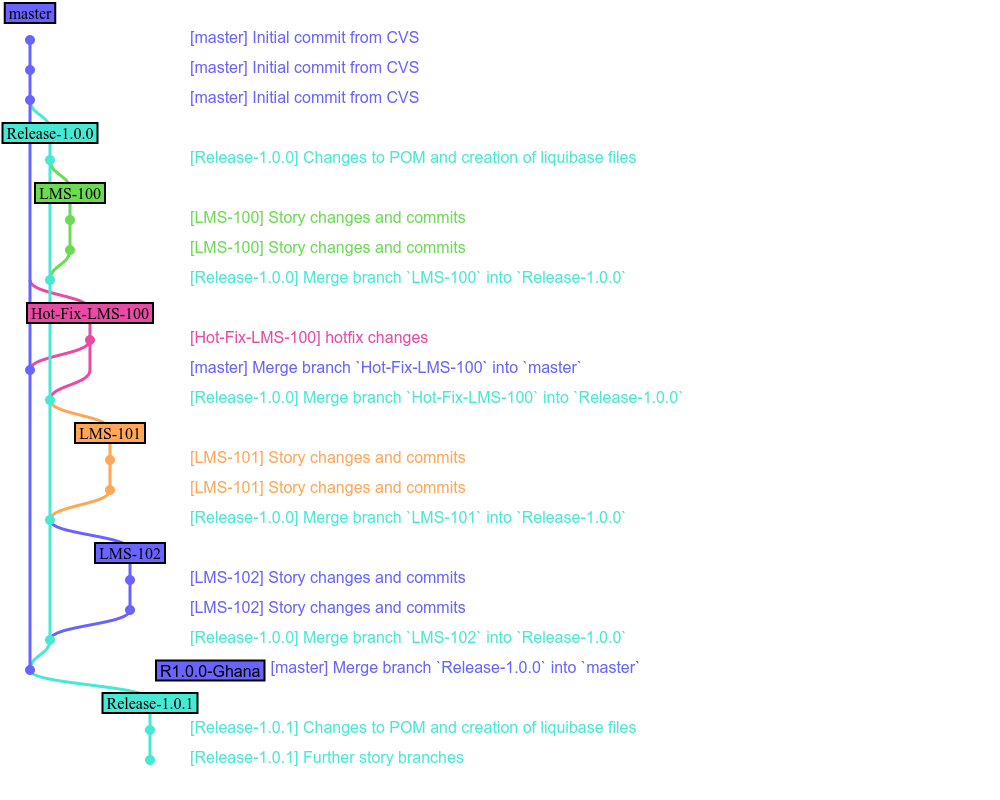 master
[master] Initial commit from CVS
[master] Initial commit from CVS
[master] Initial commit from CVS
Release-1.0.0
[Release-1.0.0] Changes to POM and creation of liquibase files
LMS-100
[LMS-100] Story changes and commits
[LMS-100] Story changes and commits
[Release-1.0.0] Merge branch `LMS-100` into `Release-1.0.0`
Hot-Fix-LMS-100
[Hot-Fix-LMS-100] hotfix changes
[master] Merge branch `Hot-Fix-LMS-100` into `master`
[Release-1.0.0] Merge branch `Hot-Fix-LMS-100` into `Release-1.0.0`
LMS-101
[LMS-101] Story changes and commits
[LMS-101] Story changes and commits
[Release-1.0.0] Merge branch `LMS-101` into `Release-1.0.0`
LMS-102
[LMS-102] Story changes and commits
[LMS-102] Story changes and commits
[Release-1.0.0] Merge branch `LMS-102` into `Release-1.0.0`
R1.0.0-Ghana [master] Merge branch `Release-1.0.0` into `master`
Release-1.0.1
[Release-1.0.1] Changes to POM and creation of liquibase files
[Release-1.0.1] Further story branches